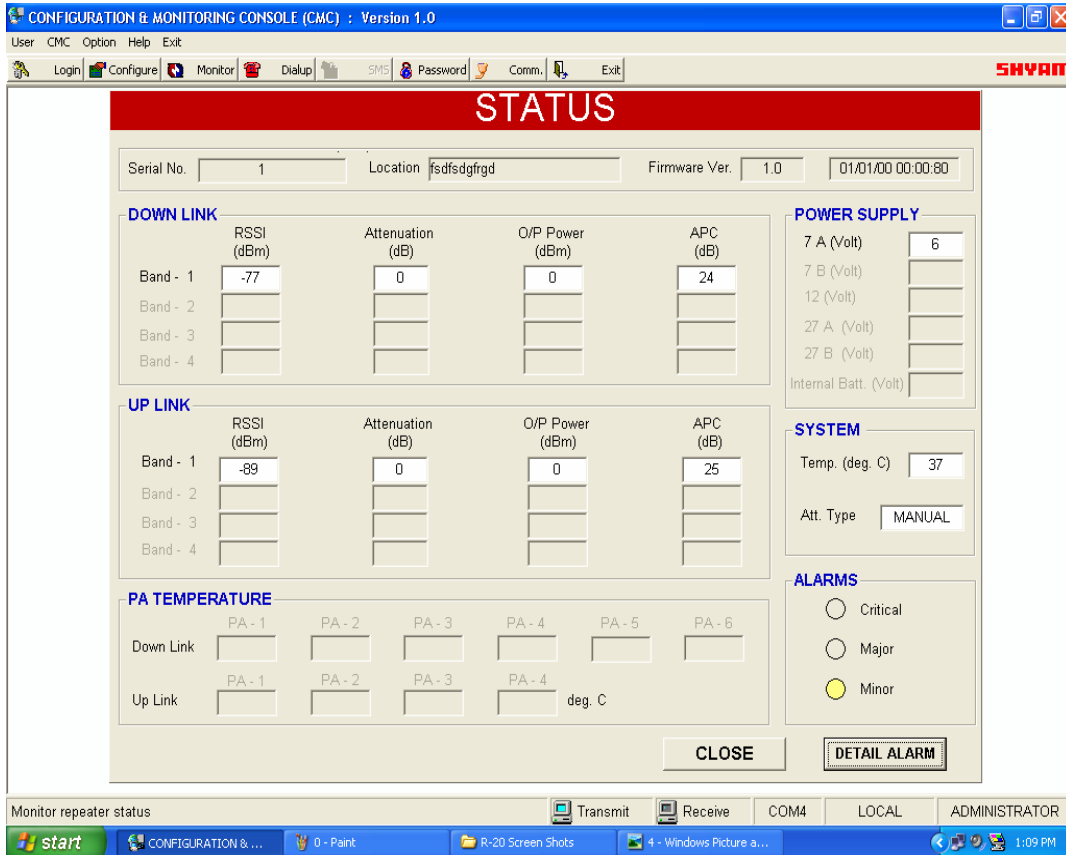 CONFIGURATION & MONITORING CONSOLE (CMC) : Version 1.0
User CMC Option Help Exit
Login Configure Monitor Dialup SMS Password Comm. Exit SHYAM
STATUS
Serial No. 1 Location fsdfsdgfrgd Firmware Ver. 1.0 01/01/00 00:00:80
DOWN LINK
RSSI (dBm) Attenuation (dB) O/P Power (dBm) APC (dB)
Band - 1 -77 0 0 24
Band - 2
Band - 3
Band - 4
POWER SUPPLY
7 A (Volt) 6
7 B (Volt)
12 (Volt)
27 A (Volt)
27 B (Volt)
Internal Batt. (Volt)
UP LINK
RSSI (dBm) Attenuation (dB) O/P Power (dBm) APC (dB)
Band - 1 -89 0 0 25
Band - 2
Band - 3
Band - 4
SYSTEM
Temp. (deg. C) 37
Att. Type MANUAL
PA TEMPERATURE
PA - 1 PA - 2 PA - 3 PA - 4 PA - 5 PA - 6
Down Link
PA - 1 PA - 2 PA - 3 PA - 4
Up Link deg. C
ALARMS
Critical
Major
Minor
CLOSE DETAIL ALARM
Monitor repeater status Transmit Receive COM4 LOCAL ADMINISTRATOR
start CONFIGURATION & ... 0 - Paint R-20 Screen Shots 4 - Windows Picture a... 1:09 PM